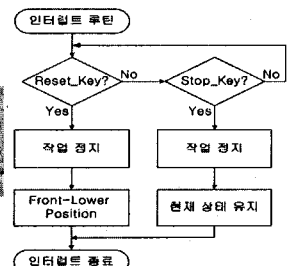 인터럽트 루틴
Reset_Key?
No
Stop_Key?
No
Yes
Yes
작업 정지
작업 정지
Front-Lower
Position
현재 상태 유지
인터럽트 종료